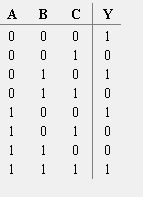 A B C Y
0 0 0 1
0 0 1 0
0 1 0 1
0 1 1 0
1 0 0 1
1 0 1 0
1 1 0 0
1 1 1 1